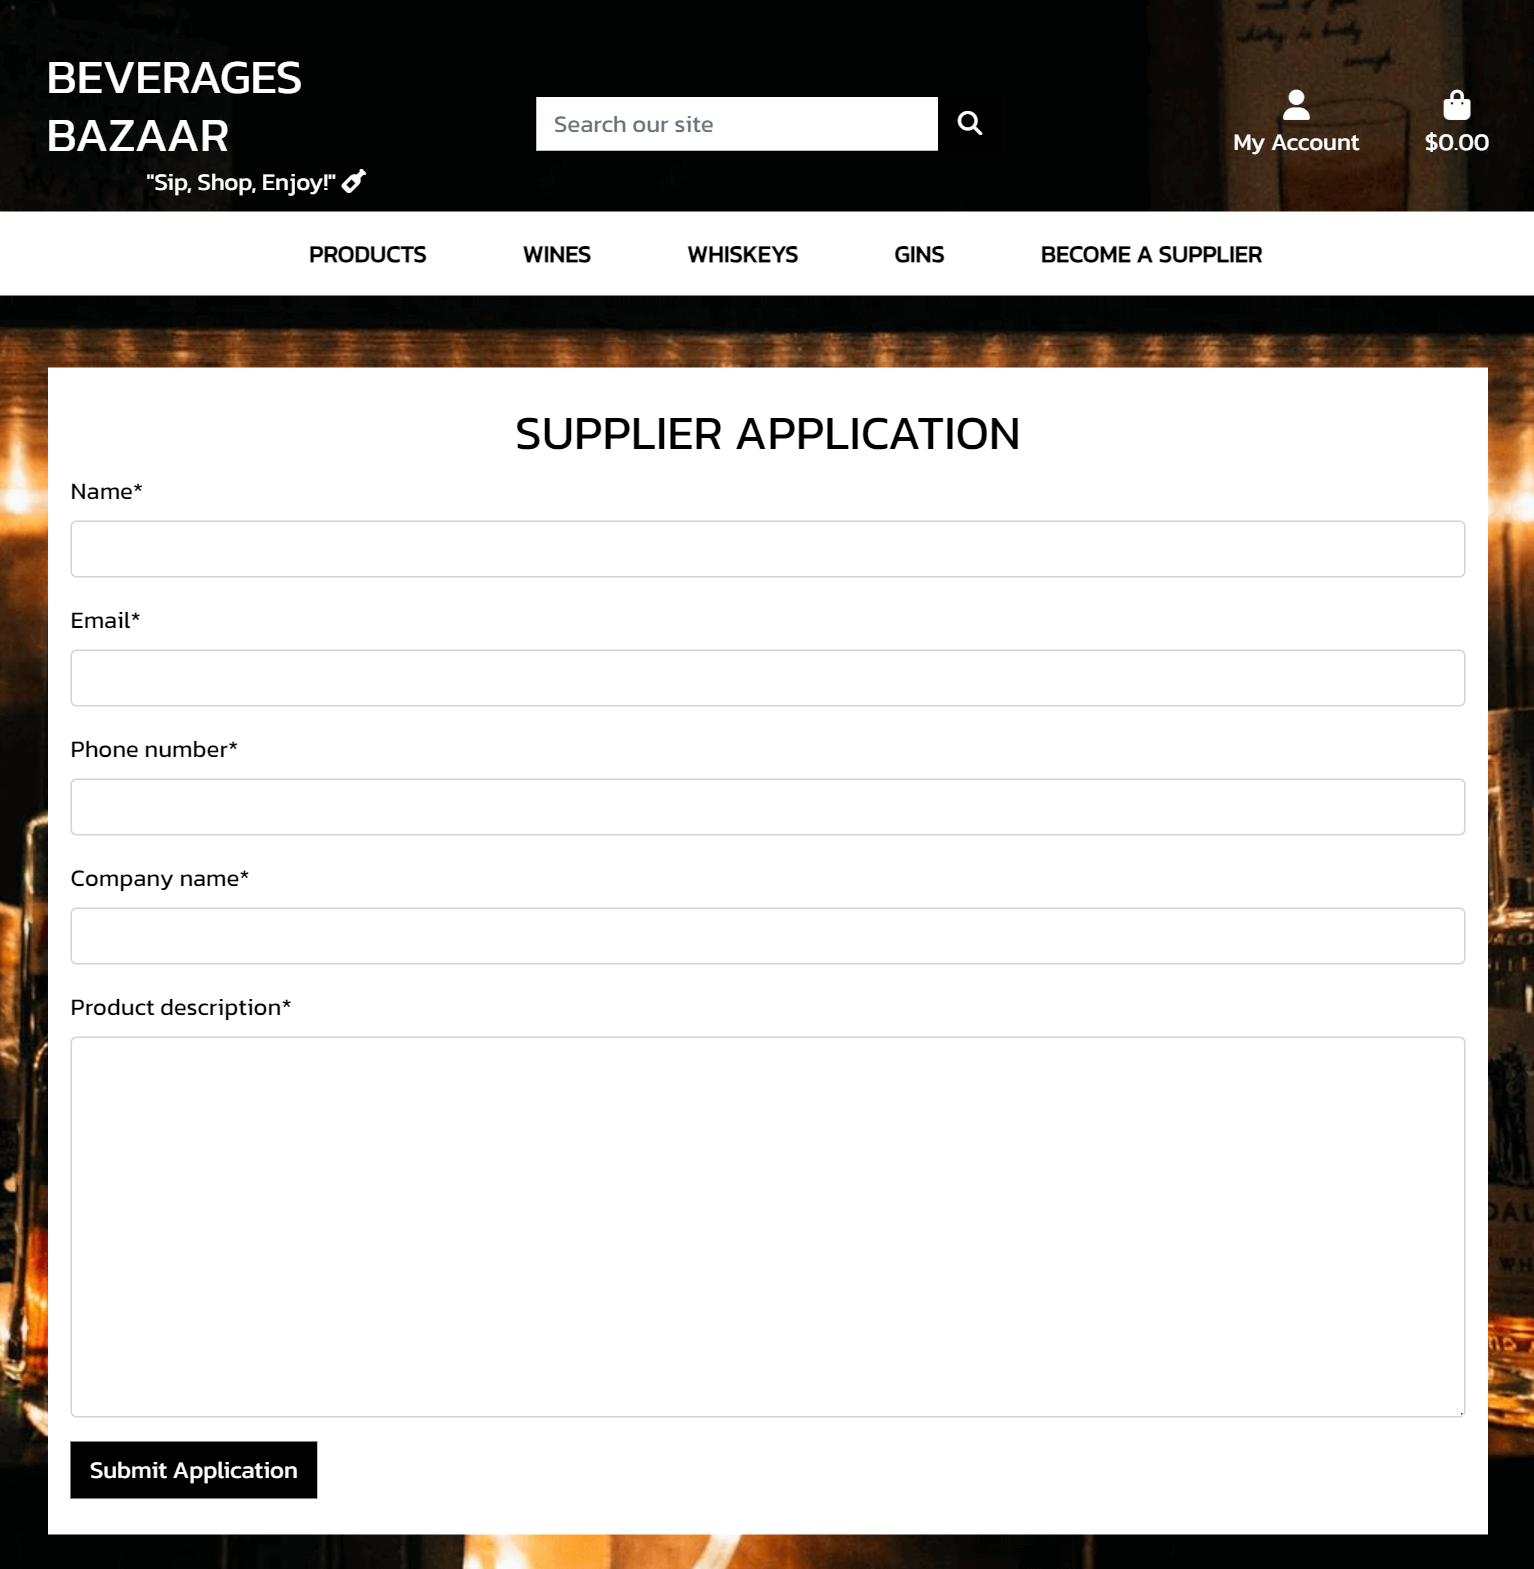 BEVERAGES
BAZAAR
"Sip, Shop, Enjoy!"
Search our site
My Account
$0.00
PRODUCTS WINES WHISKEYS GINS BECOME A SUPPLIER
SUPPLIER APPLICATION
Name*
Email*
Phone number*
Company name*
Product description*
Submit Application